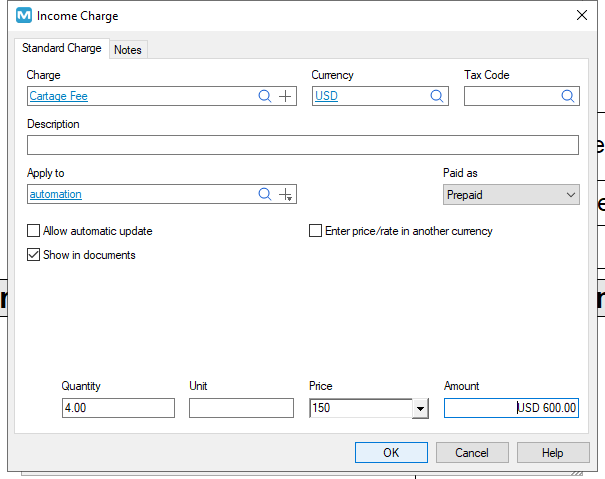 M Income Charge
Standard Charge Notes
Charge Currency Tax Code
Cartage Fee USD
Description
Apply to Paid as
automation Prepaid
Allow automatic update Enter price/rate in another currency
Show in documents
Quantity Unit Price Amount
4.00 150 USD 600.00
OK Cancel Help